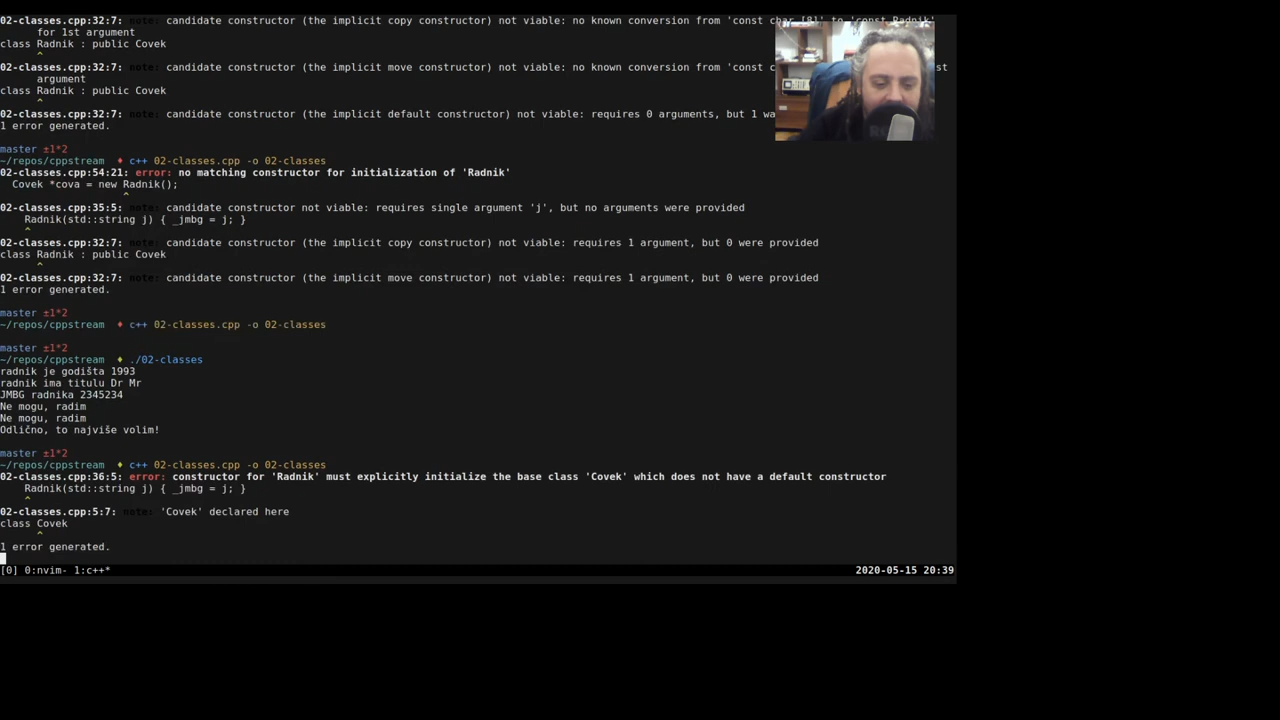 02-classes.cpp:32:7: note: candidate constructor (the implicit copy constructor) not viable: no known conversion from 'const char [8]' to 'const Radnik'
for 1st argument
class Radnik : public Covek
^
02-classes.cpp:32:7: note: candidate constructor (the implicit move constructor) not viable: no known conversion from 'const c st
argument
class Radnik : public Covek
^
02-classes.cpp:32:7: note: candidate constructor (the implicit default constructor) not viable: requires 0 arguments, but 1 wa
1 error generated.
master ±1*2
~/repos/cppstream ♦ c++ 02-classes.cpp -o 02-classes
02-classes.cpp:54:21: error: no matching constructor for initialization of 'Radnik'
Covek *cova = new Radnik();
^
02-classes.cpp:35:5: note: candidate constructor not viable: requires single argument 'j', but no arguments were provided
Radnik(std::string j) { _jmbg = j; }
^
02-classes.cpp:32:7: note: candidate constructor (the implicit copy constructor) not viable: requires 1 argument, but 0 were provided
class Radnik : public Covek
^
02-classes.cpp:32:7: note: candidate constructor (the implicit move constructor) not viable: requires 1 argument, but 0 were provided
1 error generated.
master ±1*2
~/repos/cppstream ♦ c++ 02-classes.cpp -o 02-classes
master ±1*2
~/repos/cppstream ♦ ./02-classes
radnik je godišta 1993
radnik ima titulu Dr Mr
JMBG radnika 2345234
Ne mogu, radim
Ne mogu, radim
Odlično, to najviše volim!
master ±1*2
~/repos/cppstream ♦ c++ 02-classes.cpp -o 02-classes
02-classes.cpp:36:5: error: constructor for 'Radnik' must explicitly initialize the base class 'Covek' which does not have a default constructor
Radnik(std::string j) { _jmbg = j; }
^
02-classes.cpp:5:7: note: 'Covek' declared here
class Covek
^
1 error generated.
[0] 0:nvim- 1:c++* 2020-05-15 20:39